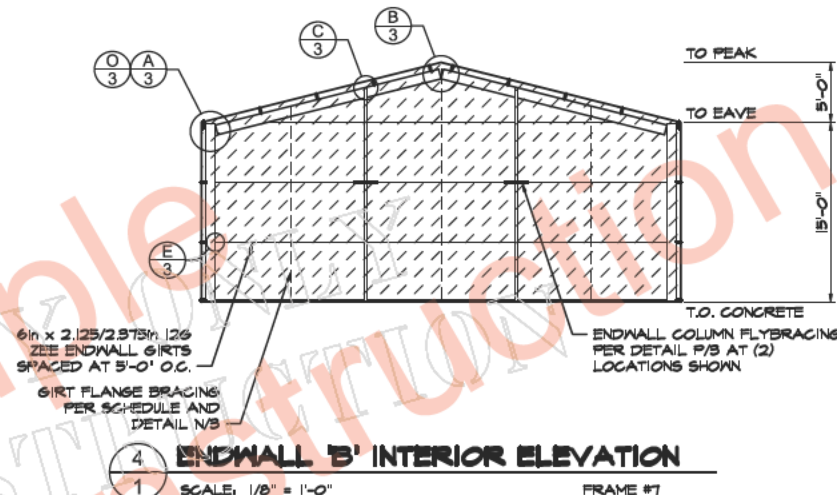 B
3
C
3
O
3
A
3
TO PEAK
5'-0"
TO EAVE
15'-0"
E
3
T.O. CONCRETE
6in x 2.125/2.375in 12G
ZEE ENDWALL GIRTS
SPACED AT 5'-0" O.C.
ENDWALL COLUMN FLYBRACING
PER DETAIL P/3 AT (2)
LOCATIONS SHOWN
GIRT FLANGE BRACING
PER SCHEDULE AND
DETAIL N/3
4
1
ENDWALL 'B' INTERIOR ELEVATION
SCALE: 1/8" = 1'-0"
FRAME #7